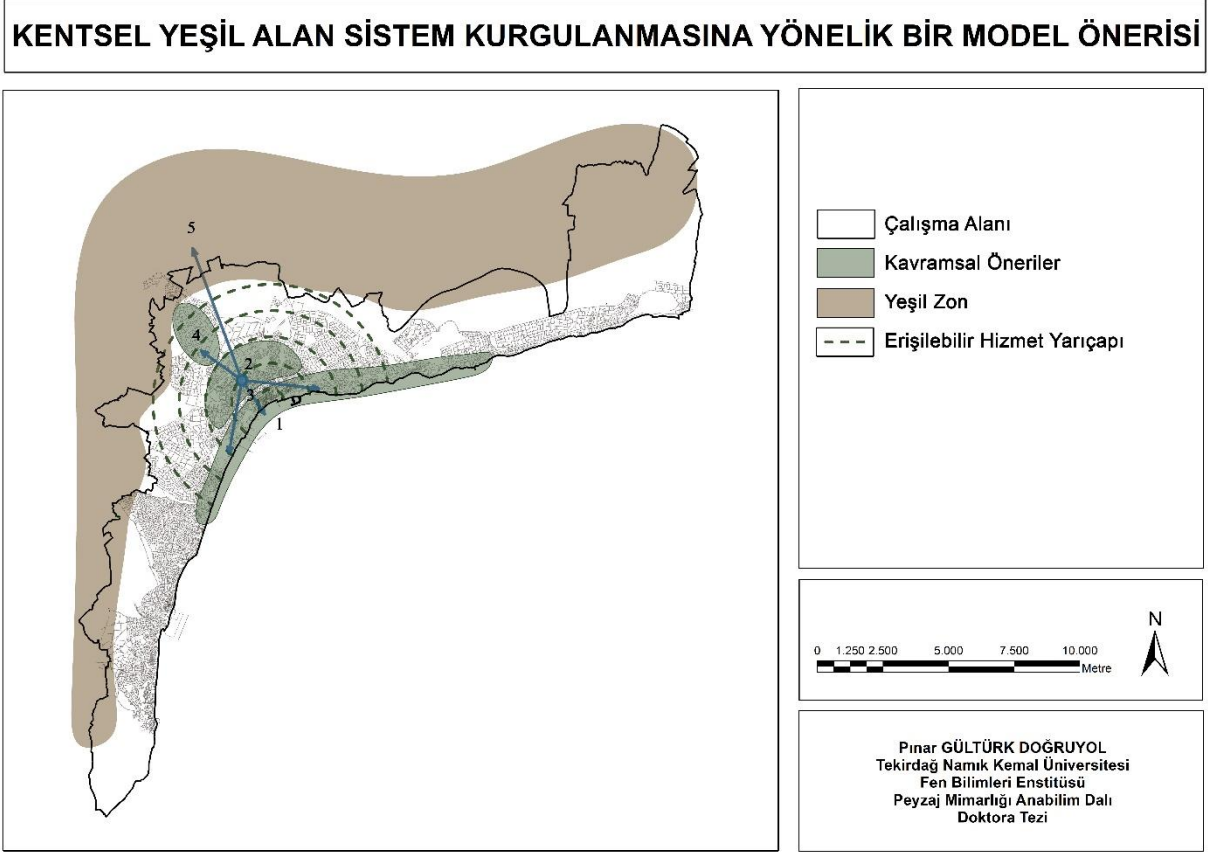 KENTSEL YEŞİL ALAN SİSTEM KURGULANMASINA YÖNELİK BİR MODEL ÖNERİSİ
5
4
2
3
1
Çalışma Alanı
Kavramsal Öneriler
Yeşil Zon
Erişilebilir Hizmet Yarıçapı
N
0 1.250 2.500 5.000 7.500 10.000
Metre
Pınar GÜLTÜRK DOĞRUYOL
Tekirdağ Namık Kemal Üniversitesi
Fen Bilimleri Enstitüsü
Peyzaj Mimarlığı Anabilim Dalı
Doktora Tezi